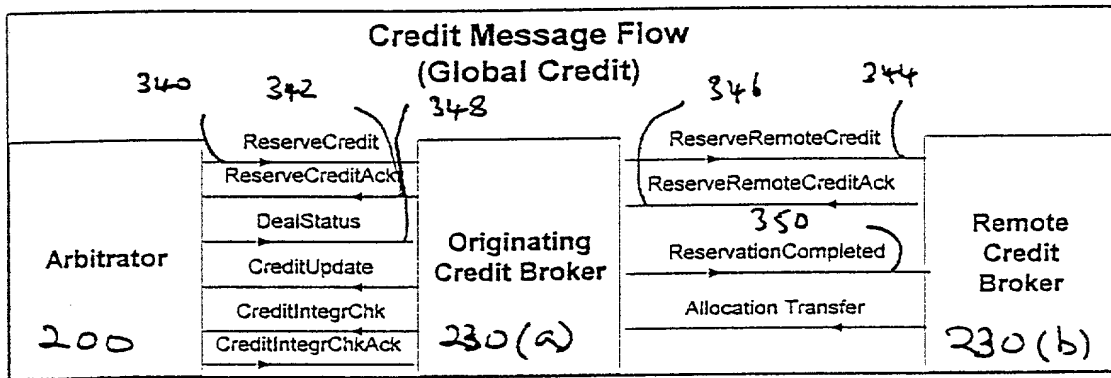 Credit Message Flow
(Global Credit)
340
342
348
346
344
ReserveCredit
ReserveCreditAck
DealStatus
CreditUpdate
CreditIntegrChk
CreditIntegrChkAck
Arbitrator
200
Originating
Credit Broker
230(a)
ReserveRemoteCredit
ReserveRemoteCreditAck
350
ReservationCompleted
Allocation Transfer
Remote
Credit
Broker
230(b)